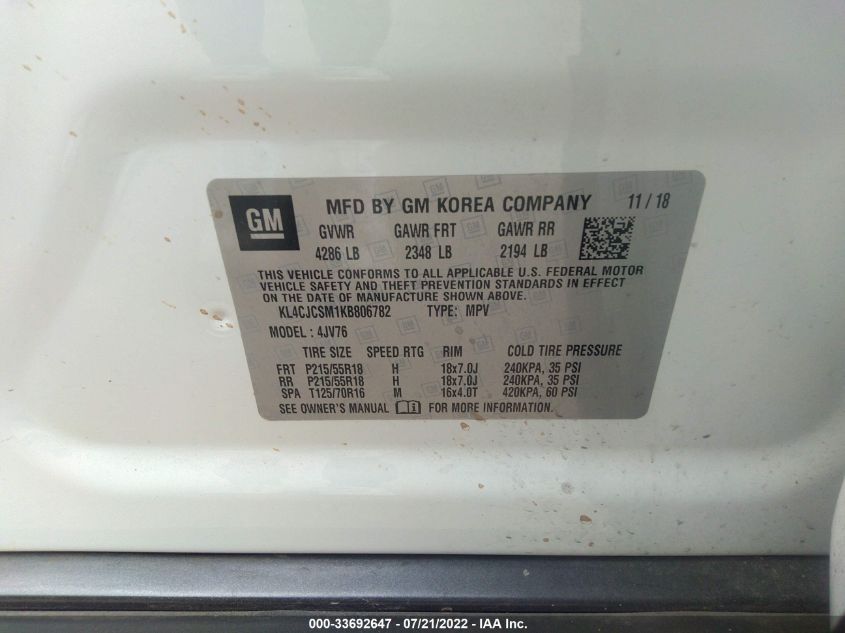 GM MFD BY GM KOREA COMPANY 11 / 18
GVWR GAWR FRT GAWR RR
4286 LB 2348 LB 2194 LB
THIS VEHICLE CONFORMS TO ALL APPLICABLE U.S. FEDERAL MOTOR
VEHICLE SAFETY AND THEFT PREVENTION STANDARDS IN EFFECT
ON THE DATE OF MANUFACTURE SHOWN ABOVE.
KL4CJCSM1KB806782 TYPE: MPV
MODEL : 4JV76
TIRE SIZE SPEED RTG RIM COLD TIRE PRESSURE
FRT P215/55R18 H 18x7.0J 240KPA, 35 PSI
RR P215/55R18 H 18x7.0J 240KPA, 35 PSI
SPA T125/70R16 M 16x4.0T 420KPA, 60 PSI
SEE OWNER'S MANUAL FOR MORE INFORMATION.
000-33692647 - 07/21/2022 - IAA Inc.